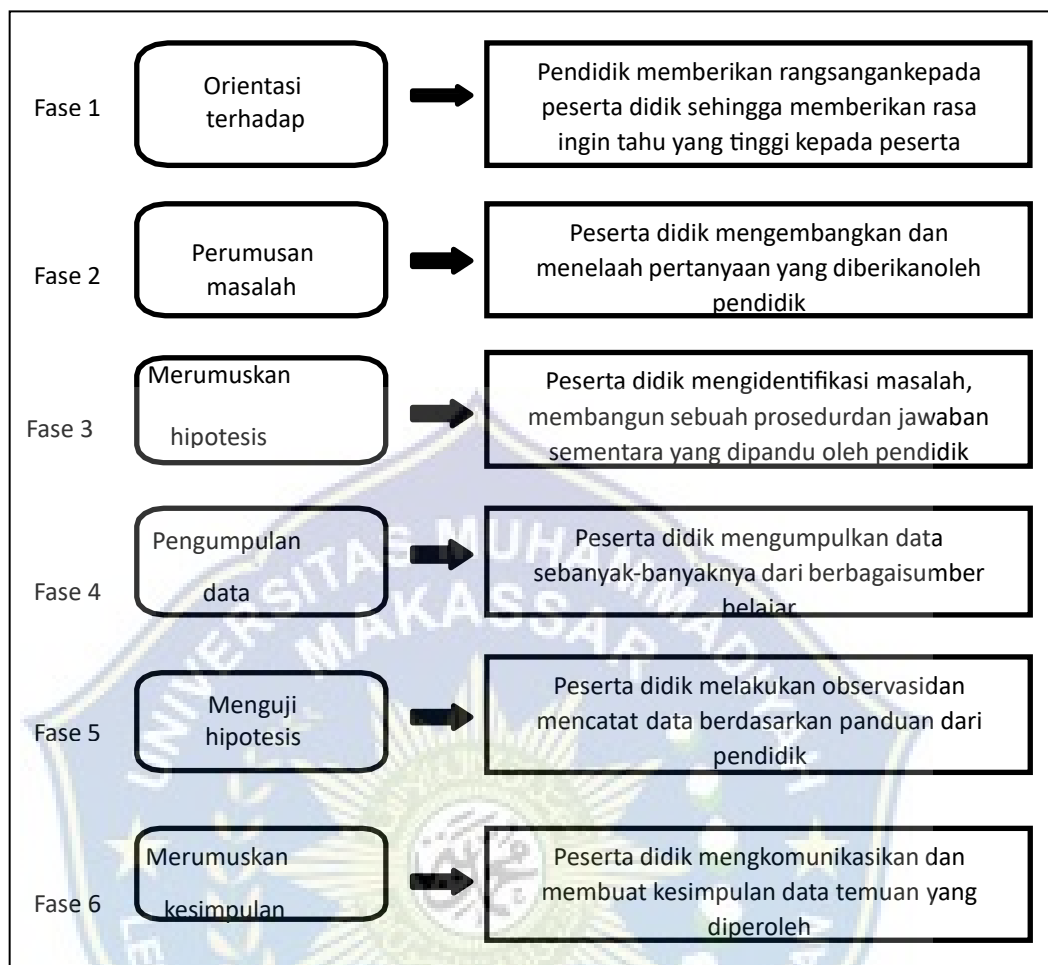 Fase 1
Orientasi
terhadap
Pendidik memberikan rangsangankepada
peserta didik sehingga memberikan rasa
ingin tahu yang tinggi kepada peserta
Fase 2
Perumusan
masalah
Peserta didik mengembangkan dan
menelaah pertanyaan yang diberikanoleh
pendidik
Fase 3
Merumuskan
hipotesis
Peserta didik mengidentifikasi masalah,
membangun sebuah prosedurdan jawaban
sementara yang dipandu oleh pendidik
Fase 4
Pengumpulan
data
Peserta didik mengumpulkan data
sebanyak-banyaknya dari berbagaisumber
belajar
Fase 5
Menguji
hipotesis
Peserta didik melakukan observasidan
mencatat data berdasarkan panduan dari
pendidik
Fase 6
Merumuskan
kesimpulan
Peserta didik mengkomunikasikan dan
membuat kesimpulan data temuan yang
diperoleh
UNIVERSITAS MUHAMMADIYAH
MAKASSAR